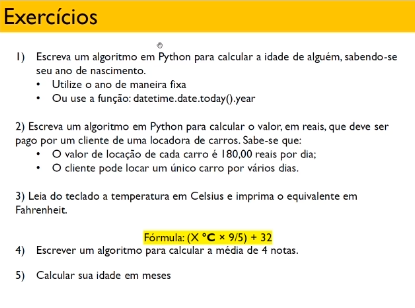 Exercícios
1) Escreva um algoritmo em Python para calcular a idade de alguém, sabendo-se
seu ano de nascimento.
• Utilize o ano de maneira fixa
• Ou use a função: datetime.date.today().year
2) Escreva um algoritmo em Python para calcular o valor, em reais, que deve ser
pago por um cliente de uma locadora de carros. Sabe-se que:
• O valor de locação de cada carro é 180,00 reais por dia;
• O cliente pode locar um único carro por vários dias.
3) Leia do teclado a temperatura em Celsius e imprima o equivalente em
Fahrenheit.
Fórmula: (X °C × 9/5) + 32
4) Escrever um algoritmo para calcular a média de 4 notas.
5) Calcular sua idade em meses